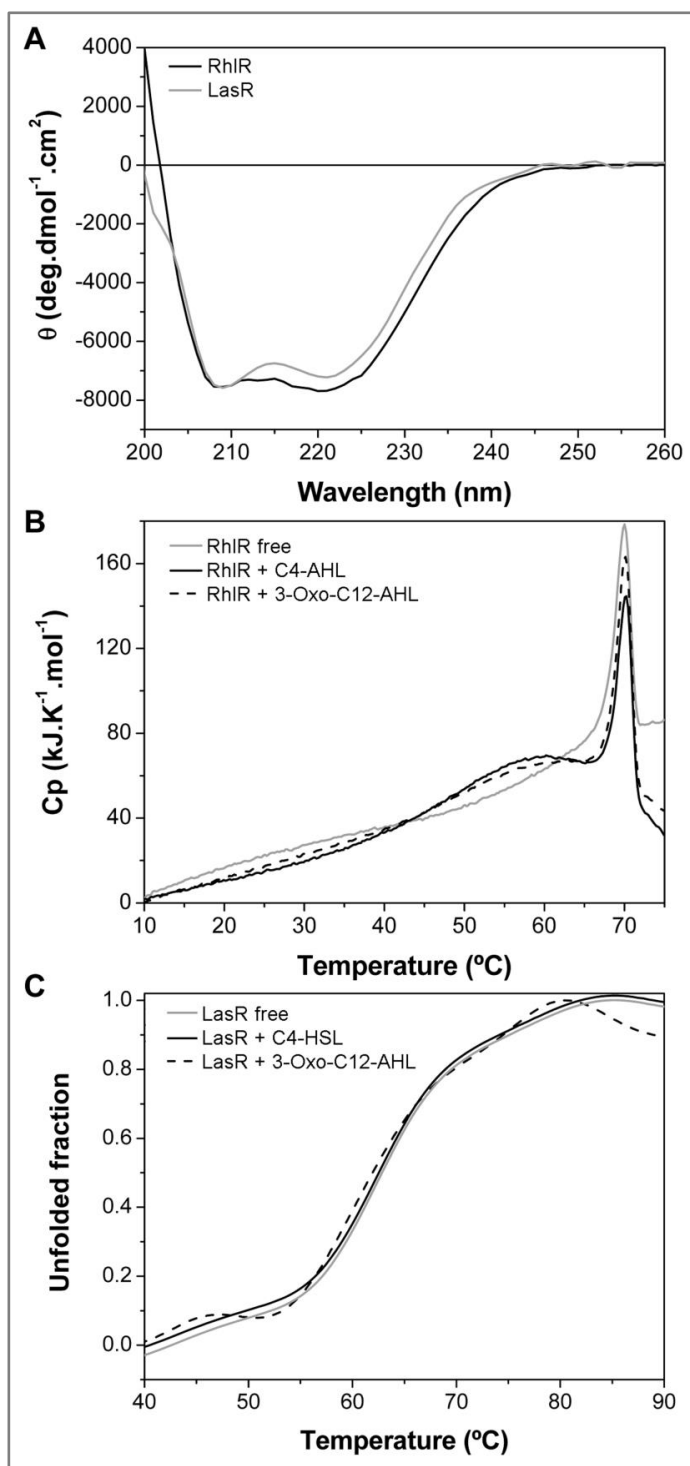 A
RhlR
LasR
4000
2000
0
-2000
-4000
-6000
-8000
θ (deg.dmol-1.cm2)
200 210 220 230 240 250 260
Wavelength (nm)
B
RhlR free
RhlR + C4-AHL
RhlR + 3-Oxo-C12-AHL
160
120
80
40
0
Cp (kJ.K-1.mol-1)
10 20 30 40 50 60 70
Temperature (ºC)
C
LasR free
LasR + C4-HSL
LasR + 3-Oxo-C12-AHL
1.0
0.8
0.6
0.4
0.2
0.0
Unfolded fraction
40 50 60 70 80 90
Temperature (ºC)